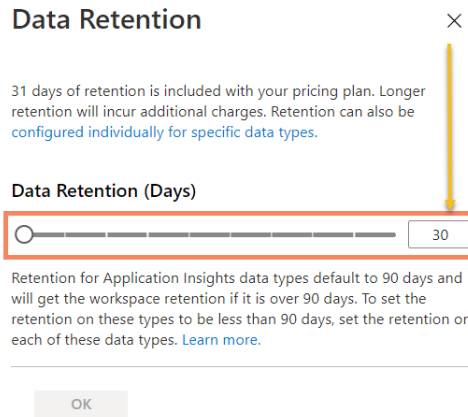 Data Retention
31 days of retention is included with your pricing plan. Longer
retention will incur additional charges. Retention can also be
configured individually for specific data types.
Data Retention (Days)
30
Retention for Application Insights data types default to 90 days and
will get the workspace retention if it is over 90 days. To set the
retention on these types to be less than 90 days, set the retention on
each of these data types. Learn more.
OK